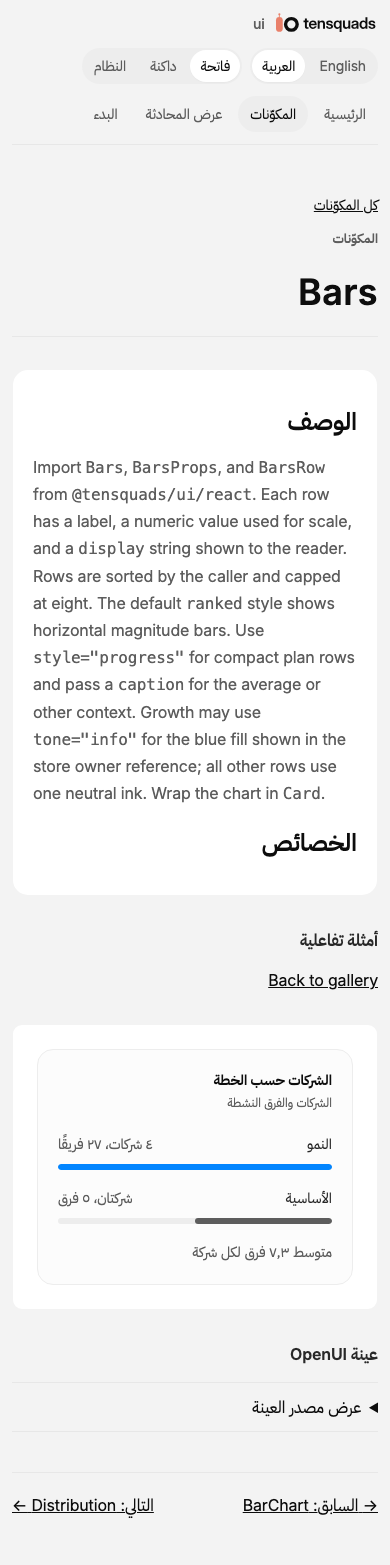 tensquads ui
English العربية فاتحة داكنة النظام
الرئيسية المكوّنات عرض المحادثة البدء
كل المكوّنات
المكوّنات
Bars
الوصف
Import Bars, BarsProps, and BarsRow
from @tensquads/ui/react. Each row
has a label, a numeric value used for scale,
and a display string shown to the reader.
Rows are sorted by the caller and capped
at eight. The default ranked style shows
horizontal magnitude bars. Use
style="progress" for compact plan rows
and pass a caption for the average or
other context. Growth may use
tone="info" for the blue fill shown in the
store owner reference; all other rows use
one neutral ink. Wrap the chart in Card.
الخصائص
أمثلة تفاعلية
Back to gallery
الشركات حسب الخطة
الشركات والفرق النشطة
النمو ٤ شركات، ٢٧ فريقًا
الأساسية شركتان، ٥ فرق
متوسط ٧,٣ فرق لكل شركة
عينة OpenUI
◀ عرض مصدر العينة
→ السابق: BarChart التالي: Distribution ←